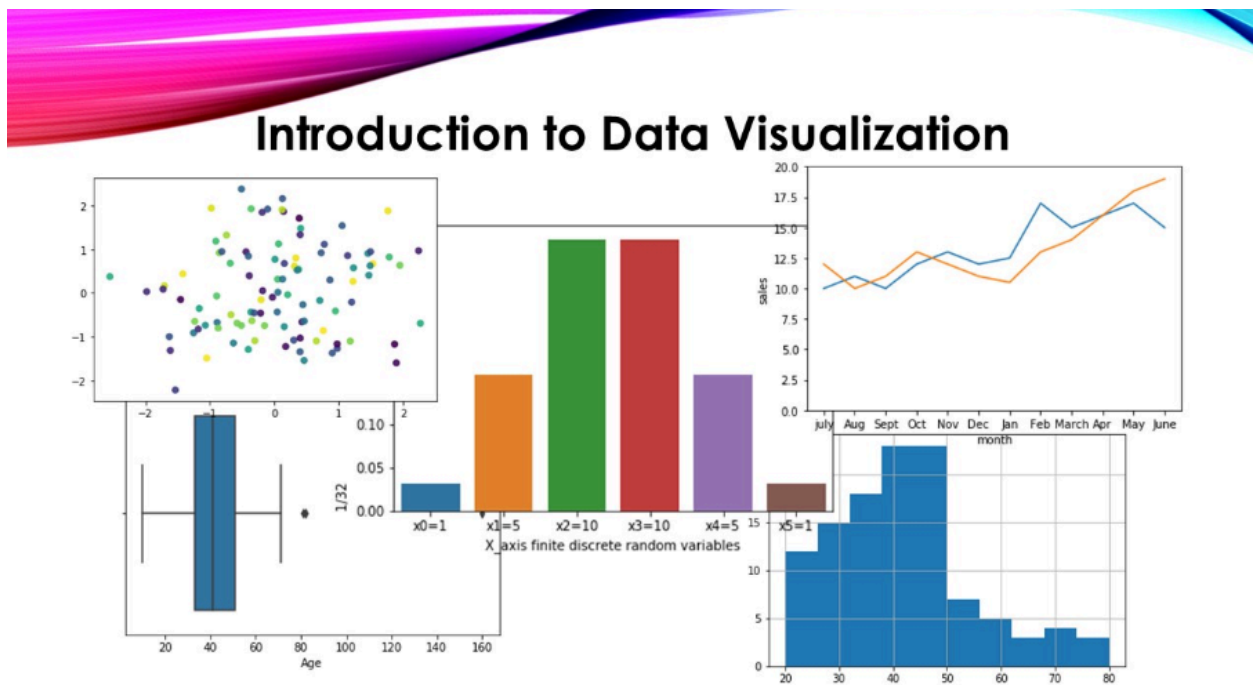 Introduction to Data Visualization
2
1
0
−1
−2
−2 −1 0 1 2
20.0
17.5
15.0
12.5
10.0
7.5
5.0
2.5
0.0
sales
july Aug Sept Oct Nov Dec Jan Feb March Apr May June
month
0.10
0.05
0.00
1/32
x0=1 x1=5 x2=10 x3=10 x4=5 x5=1
X_axis finite discrete random variables
20 40 60 80 100 120 140 160
Age
15
10
5
0
20 30 40 50 60 70 80